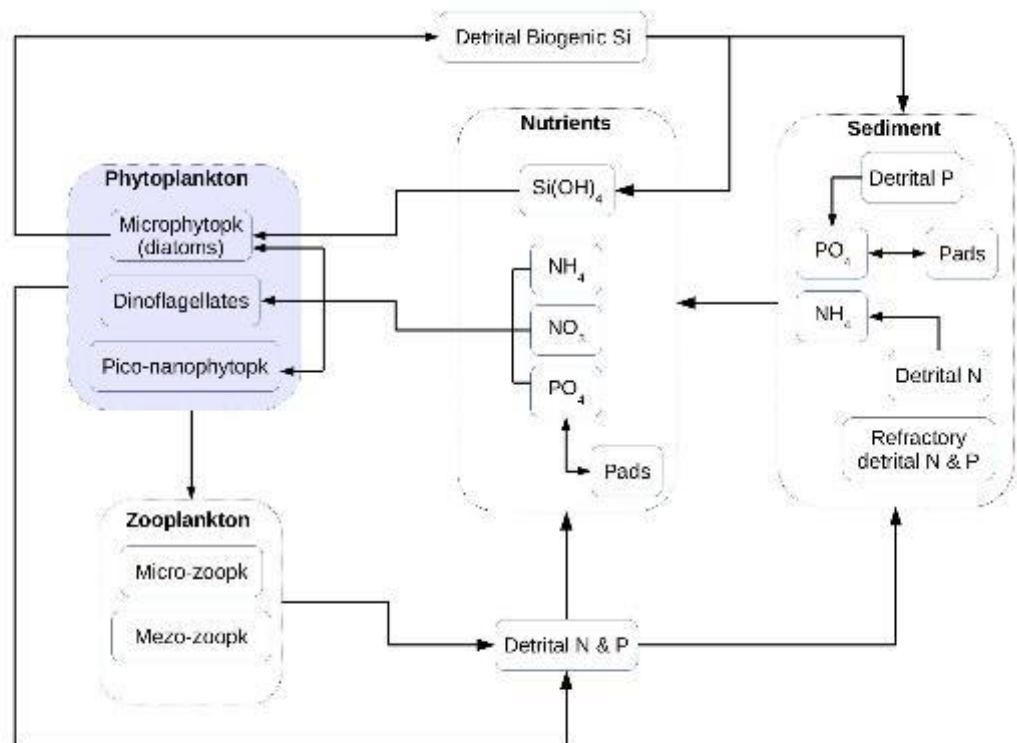 Detrital Biogenic Si
Nutrients
Si(OH)4
NH4
NO3
PO4
Pads
Sediment
Detrital P
PO4
Pads
NH4
Detrital N
Refractory
detrital N & P
Phytoplankton
Microphytopk
(diatoms)
Dinoflagellates
Pico-nanophytopk
Zooplankton
Micro-zoopk
Mezo-zoopk
Detrital N & P